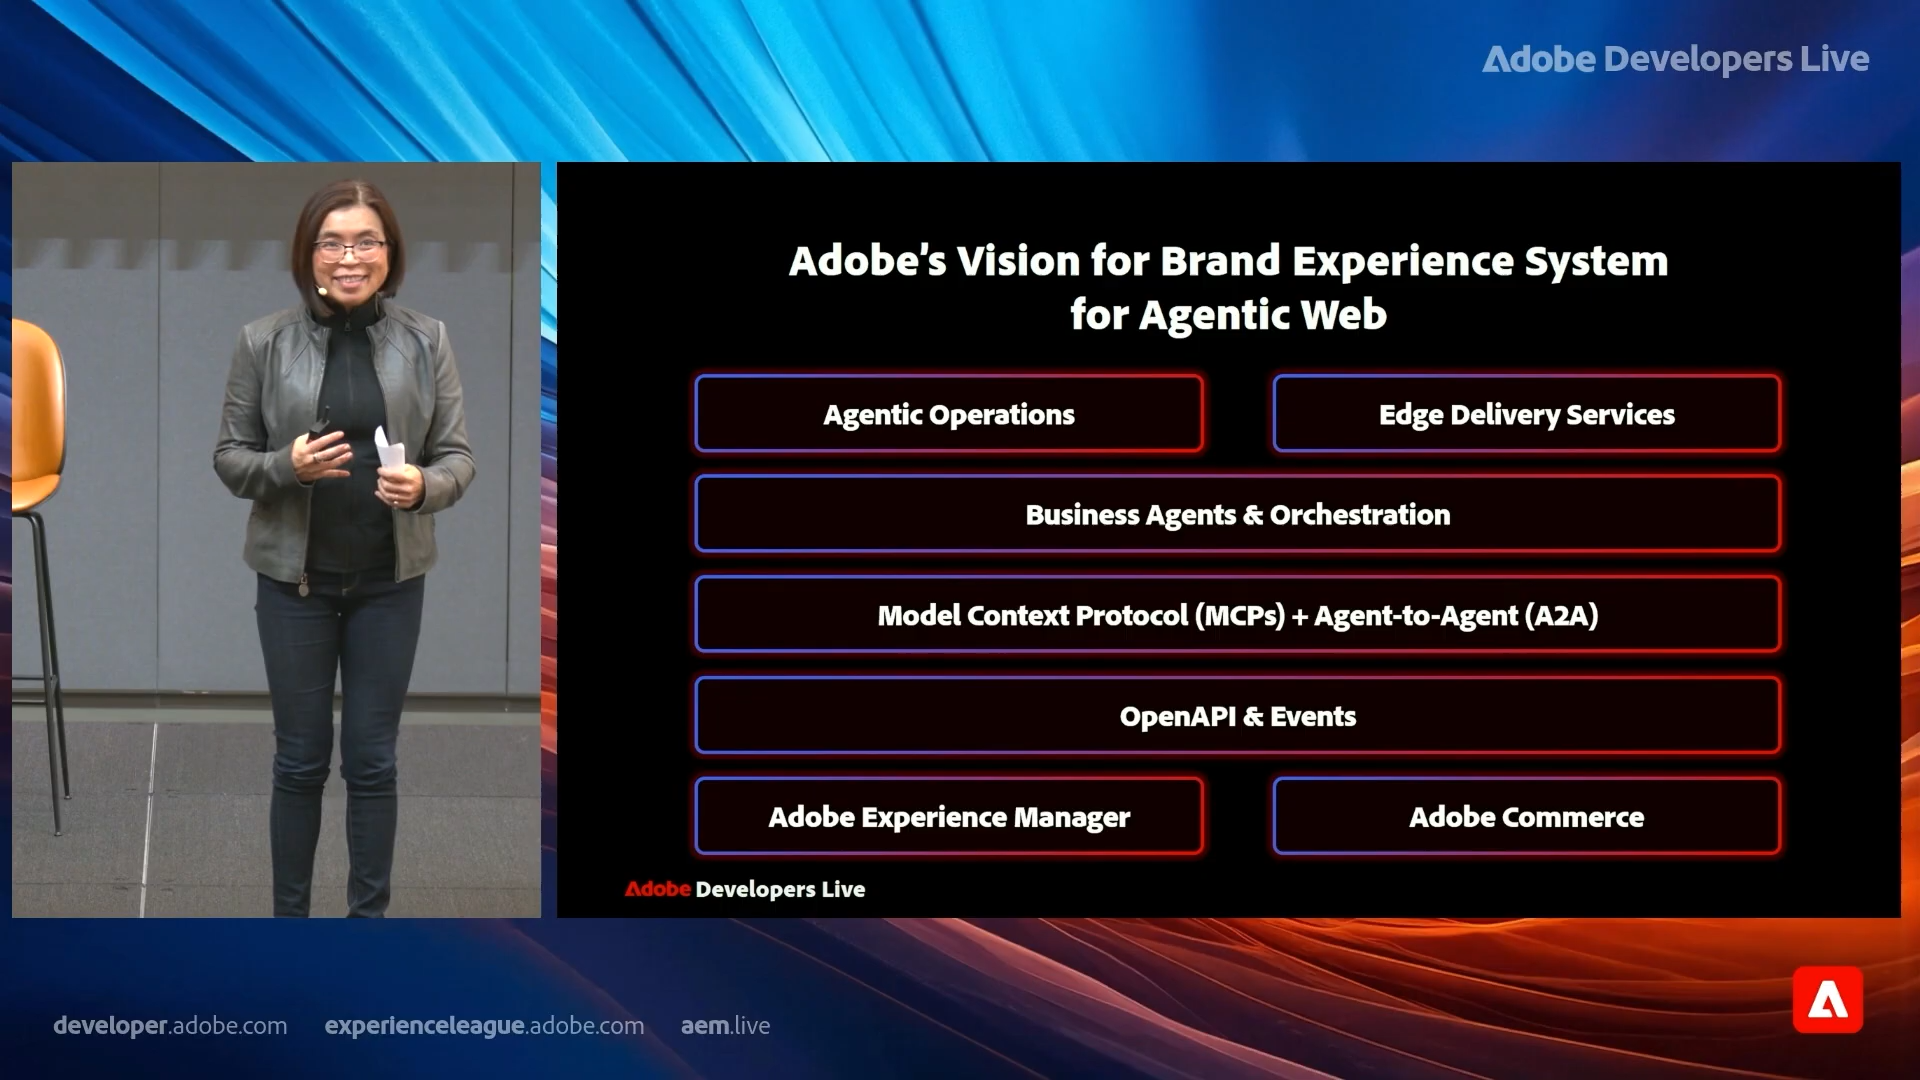 Adobe Developers Live
Adobe's Vision for Brand Experience System
for Agentic Web
Agentic Operations
Edge Delivery Services
Business Agents & Orchestration
Model Context Protocol (MCPs) + Agent-to-Agent (A2A)
OpenAPI & Events
Adobe Experience Manager
Adobe Commerce
Adobe Developers Live
developer.adobe.com
experienceleague.adobe.com
aem.live